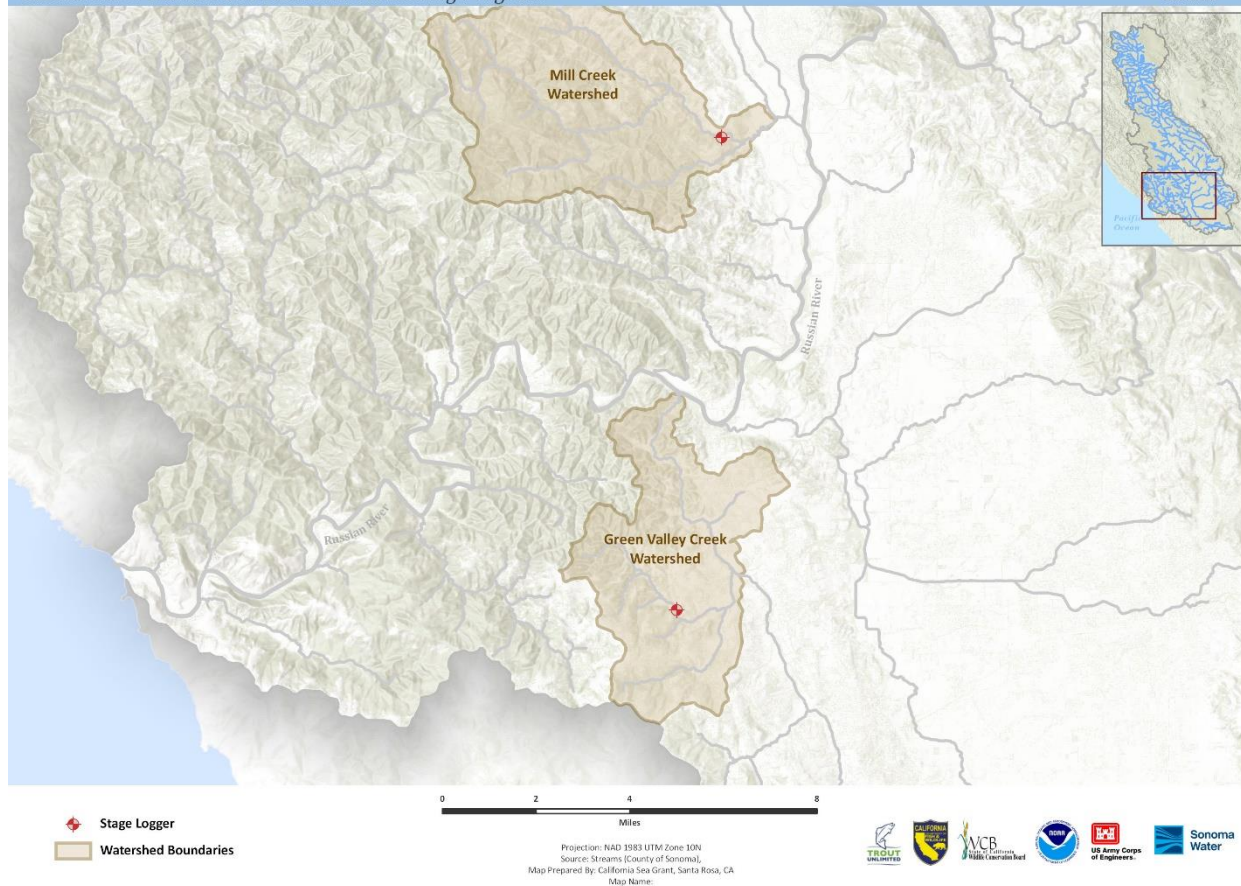 Mill Creek
Watershed
Pacific
Ocean
Russian River
Green Valley Creek
Watershed
Russian River
Stage Logger
Watershed Boundaries
0 2 4 8
Miles
Projection: NAD 1983 UTM Zone 10N
Source: Streams (County of Sonoma),
Map Prepared By: California Sea Grant, Santa Rosa, CA
Map Name:
TROUT
UNLIMITED
CALIFORNIA
WCB
State of California
Wildlife Conservation Board
NOAA
US Army Corps
of Engineers.
Sonoma
Water